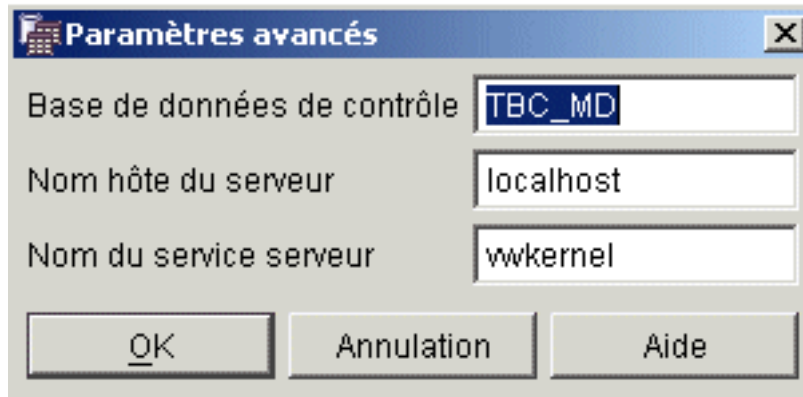 Paramètres avancés
Base de données de contrôle TBC_MD
Nom hôte du serveur localhost
Nom du service serveur vwkernel
OK Annulation Aide